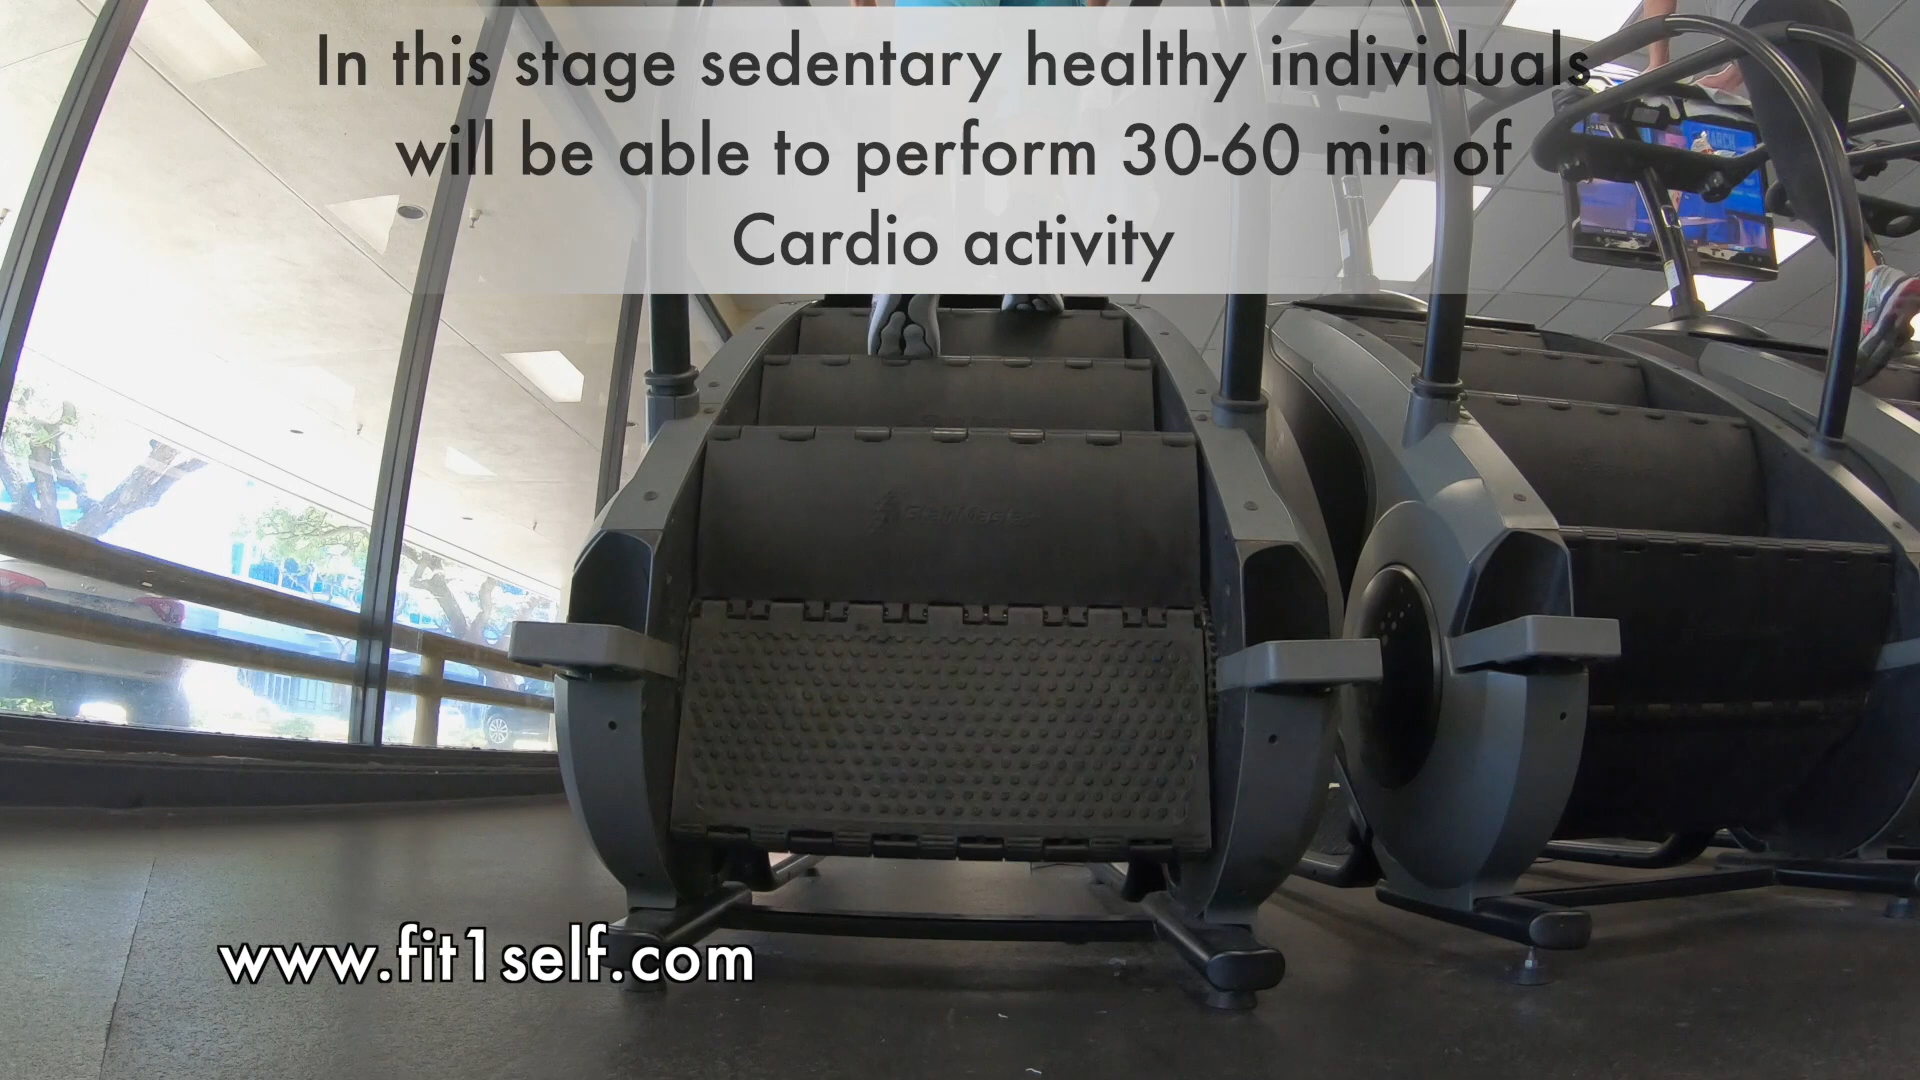 In this stage sedentary healthy individuals
will be able to perform 30-60 min of
Cardio activity
StairMaster
www.fit1self.com